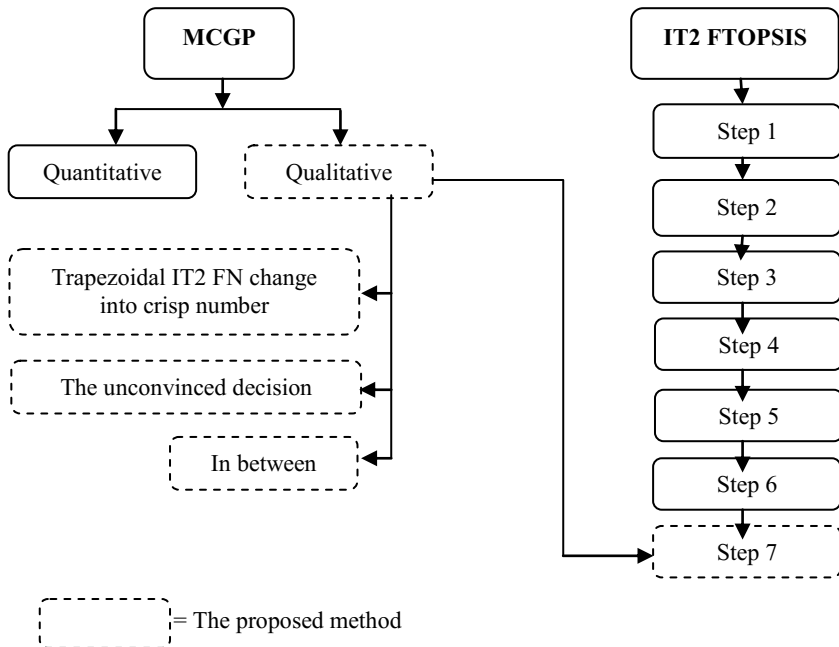 MCGP
Quantitative
Qualitative
Trapezoidal IT2 FN change
into crisp number
The unconvinced decision
In between
IT2 FTOPSIS
Step 1
Step 2
Step 3
Step 4
Step 5
Step 6
Step 7
= The proposed method